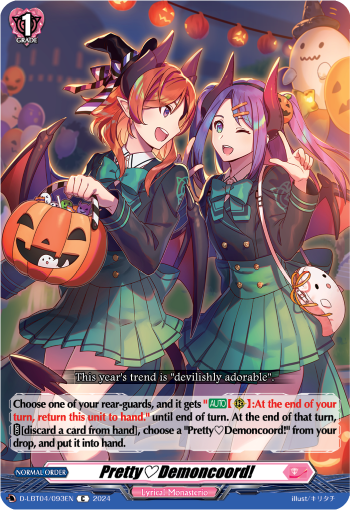 1
GRADE
This year's trend is "devilishly adorable".
Choose one of your rear-guards, and it gets "AUTO【Ⓡ】:At the end of your
turn, return this unit to hand." until end of turn. At the end of that turn,
[discard a card from hand], choose a "Pretty♡Demoncoord!" from your
drop, and put it into hand.
NORMAL ORDER
Pretty♡Demoncoord!
Lyrical Monasterio
D-LBT04/093EN C 2024
illust/キリタチ